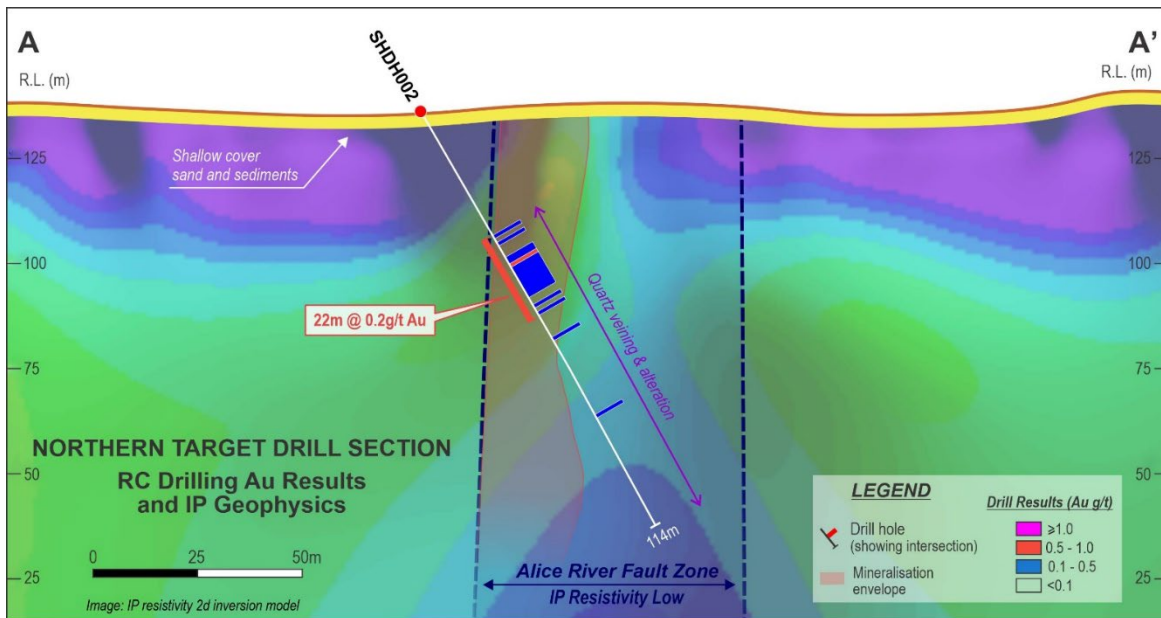 A
A’
R.L. (m)
R.L. (m)
SHDH002
125
125
Shallow cover
sand and sediments
100
100
22m @ 0.2g/t Au
Quartz veining & alteration
75
75
NORTHERN TARGET DRILL SECTION
RC Drilling Au Results
and IP Geophysics
50
50
114m
0 25 50m
Image: IP resistivity 2d inversion model
Alice River Fault Zone
IP Resistivity Low
25
25
LEGEND
Drill hole
(showing intersection)
Mineralisation
envelope
Drill Results (Au g/t)
⩾1.0
0.5 - 1.0
0.1 - 0.5
<0.1